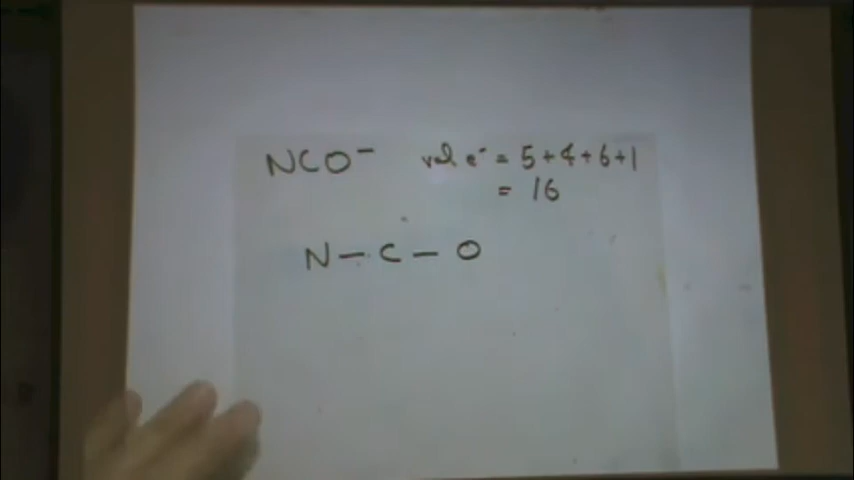 NCO⁻ val e⁻ = 5+4+6+1
= 16
N — C — O